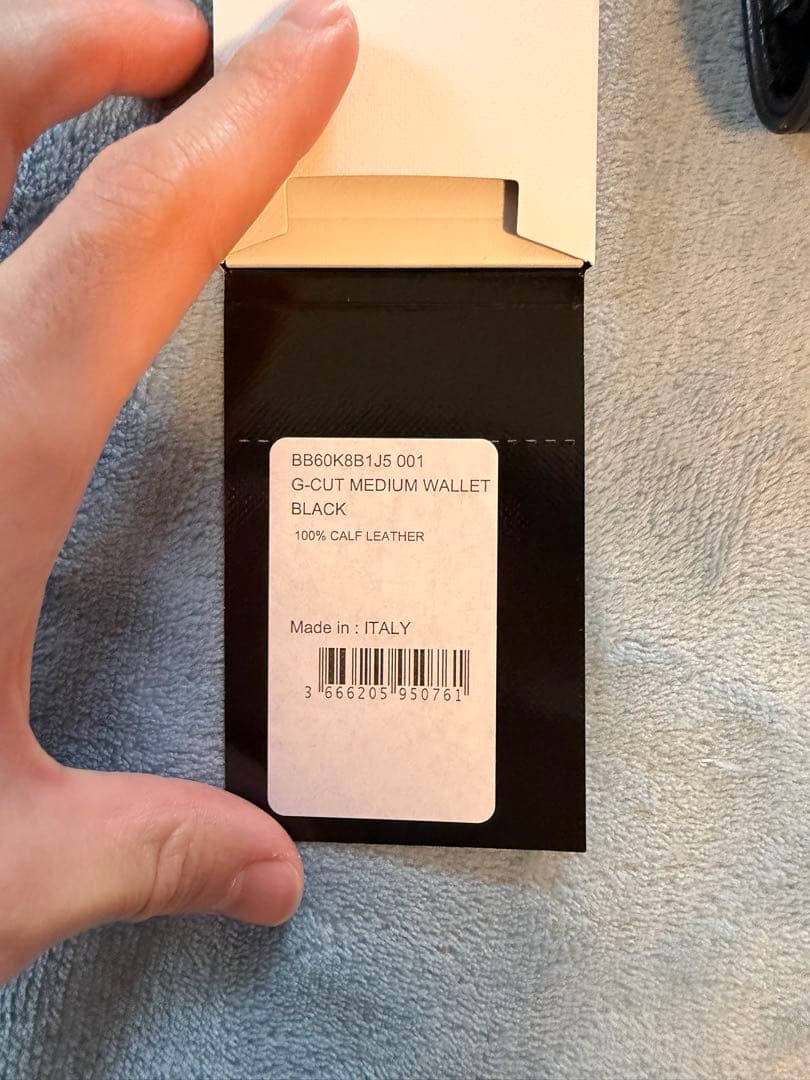 BB60K8B1J5 001
G-CUT MEDIUM WALLET
BLACK
100% CALF LEATHER
Made in : ITALY
3 666205 950761